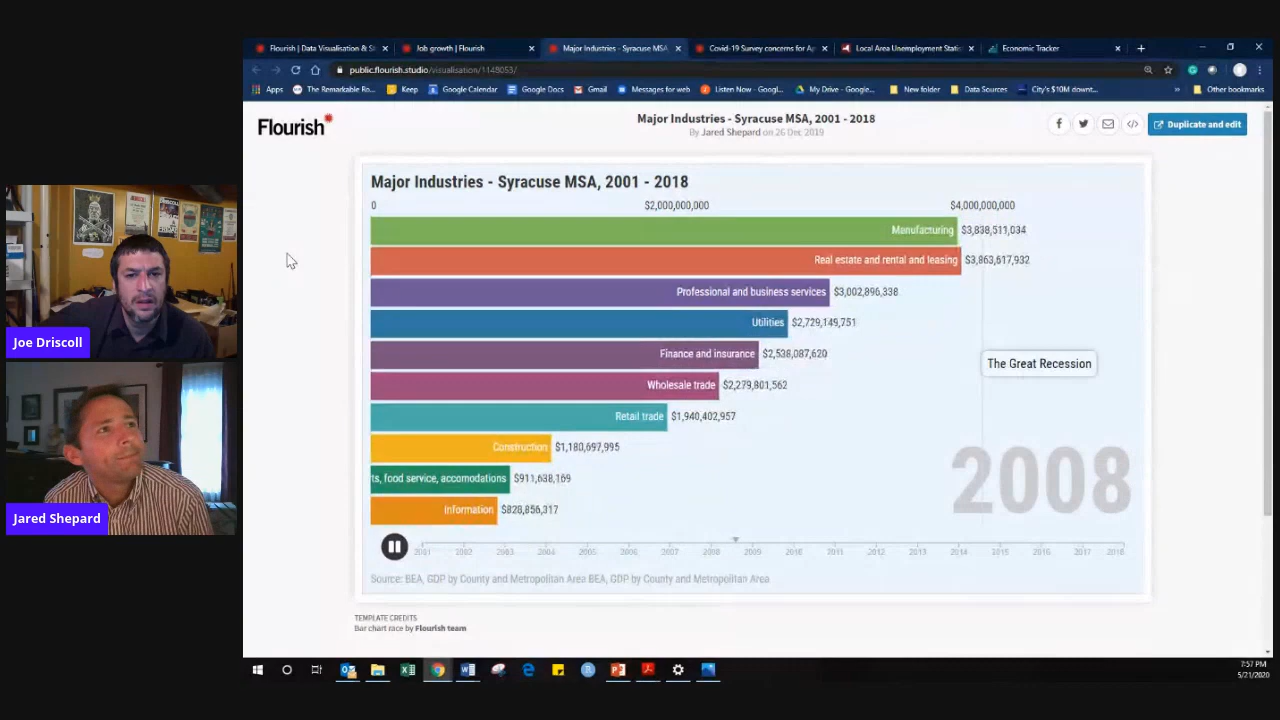 Flourish | Data Visualisation & St
Job growth | Flourish
Major Industries - Syracuse MSA
Covid-19 Survey concerns for Ap
Local Area Unemployment Stati
Economic Tracker
public.flourish.studio/visualisation/1148053/
Apps
The Remarkable Ro...
Keep
Google Calendar
Google Docs
Gmail
Messages for web
Listen Now - Googl...
My Drive - Google...
New folder
Data Sources
City's $10M downt...
Other bookmarks
Flourish
Major Industries - Syracuse MSA, 2001 - 2018
By Jared Shepard on 26 Dec 2019
Duplicate and edit
Major Industries - Syracuse MSA, 2001 - 2018
0 $2,000,000,000 $4,000,000,000
Manufacturing $3,838,511,034
Real estate and rental and leasing $3,863,617,932
Professional and business services $3,002,896,338
Utilities $2,729,149,751
Finance and insurance $2,538,087,620
Wholesale trade $2,279,801,562
Retail trade $1,940,402,957
Construction $1,180,697,995
ts, food service, accomodations $911,638,169
Information $828,856,317
The Great Recession
2008
2001 2002 2003 2004 2005 2006 2007 2008 2009 2010 2011 2012 2013 2014 2015 2016 2017 2018
Source: BEA, GDP by County and Metropolitan Area BEA, GDP by County and Metropolitan Area
TEMPLATE CREDITS
Bar chart race by Flourish team
Joe Driscoll
Jared Shepard
7:57 PM
5/21/2020